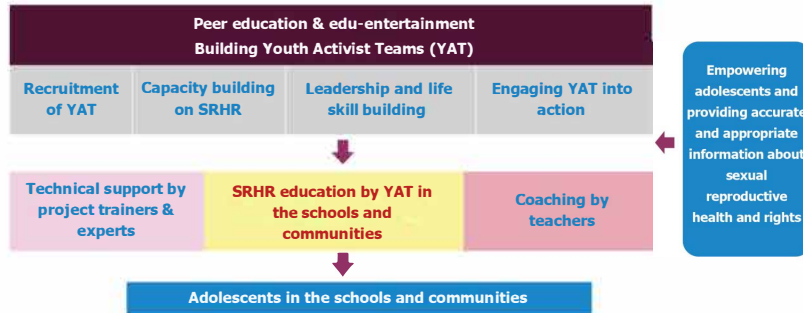 Peer education & edu-entertainment
Building Youth Activist Teams (YAT)
Recruitment
of YAT
Capacity building
on SRHR
Leadership and life
skill building
Engaging YAT into
action
Empowering
adolescents and
providing accurate
and appropriate
information about
sexual
reproductive
health and rights
Technical support by
project trainers &
experts
SRHR education by YAT in
the schools and
communities
Coaching by
teachers
Adolescents in the schools and communities